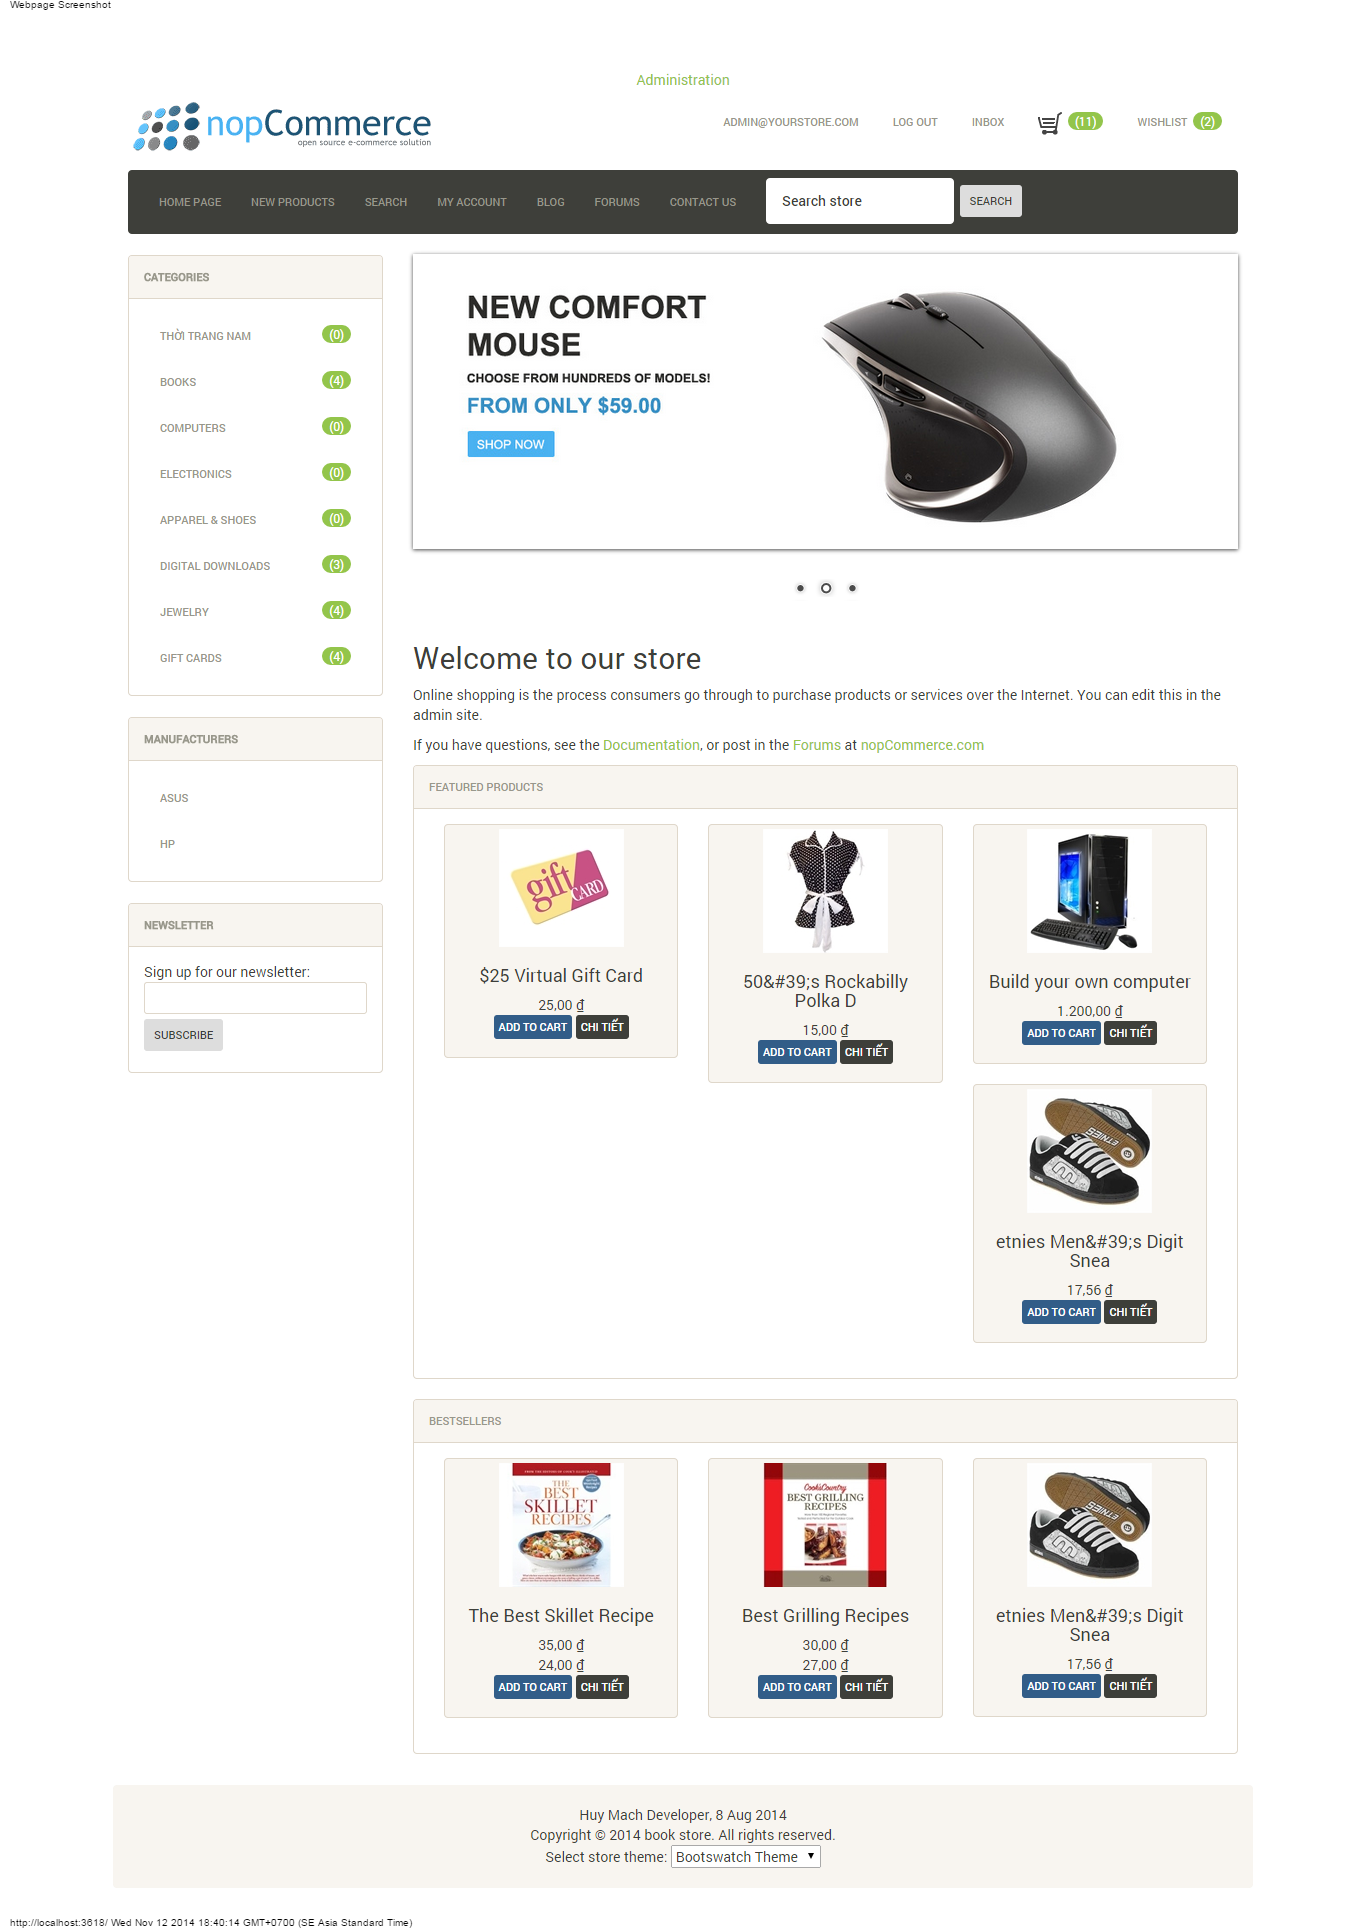 Webpage Screenshot
Administration
nopCommerce
open source e-commerce solution
ADMIN@YOURSTORE.COM LOG OUT INBOX (11) WISHLIST (2)
HOME PAGE NEW PRODUCTS SEARCH MY ACCOUNT BLOG FORUMS CONTACT US Search store SEARCH
CATEGORIES
THỜI TRANG NAM (0)
BOOKS (4)
COMPUTERS (0)
ELECTRONICS (0)
APPAREL & SHOES (0)
DIGITAL DOWNLOADS (3)
JEWELRY (4)
GIFT CARDS (4)
MANUFACTURERS
ASUS
HP
NEWSLETTER
Sign up for our newsletter:
SUBSCRIBE
NEW COMFORT
MOUSE
CHOOSE FROM HUNDREDS OF MODELS!
FROM ONLY $59.00
SHOP NOW
Welcome to our store
Online shopping is the process consumers go through to purchase products or services over the Internet. You can edit this in the
admin site.
If you have questions, see the Documentation, or post in the Forums at nopCommerce.com
FEATURED PRODUCTS
gift CARD
$25 Virtual Gift Card
25,00 ₫
ADD TO CART CHI TIẾT
50&#39;s Rockabilly
Polka D
15,00 ₫
ADD TO CART CHI TIẾT
Build your own computer
1.200,00 ₫
ADD TO CART CHI TIẾT
ETNIES
etnies Men&#39;s Digit
Snea
17,56 ₫
ADD TO CART CHI TIẾT
BESTSELLERS
THE
BEST
SKILLET
RECIPES
The Best Skillet Recipe
35,00 ₫
24,00 ₫
ADD TO CART CHI TIẾT
Cook'sCountry
BEST GRILLING
RECIPES
Best Grilling Recipes
30,00 ₫
27,00 ₫
ADD TO CART CHI TIẾT
ETNIES
etnies Men&#39;s Digit
Snea
17,56 ₫
ADD TO CART CHI TIẾT
Huy Mach Developer, 8 Aug 2014
Copyright © 2014 book store. All rights reserved.
Select store theme: Bootswatch Theme
http://localhost:3618/ Wed Nov 12 2014 18:40:14 GMT+0700 (SE Asia Standard Time)